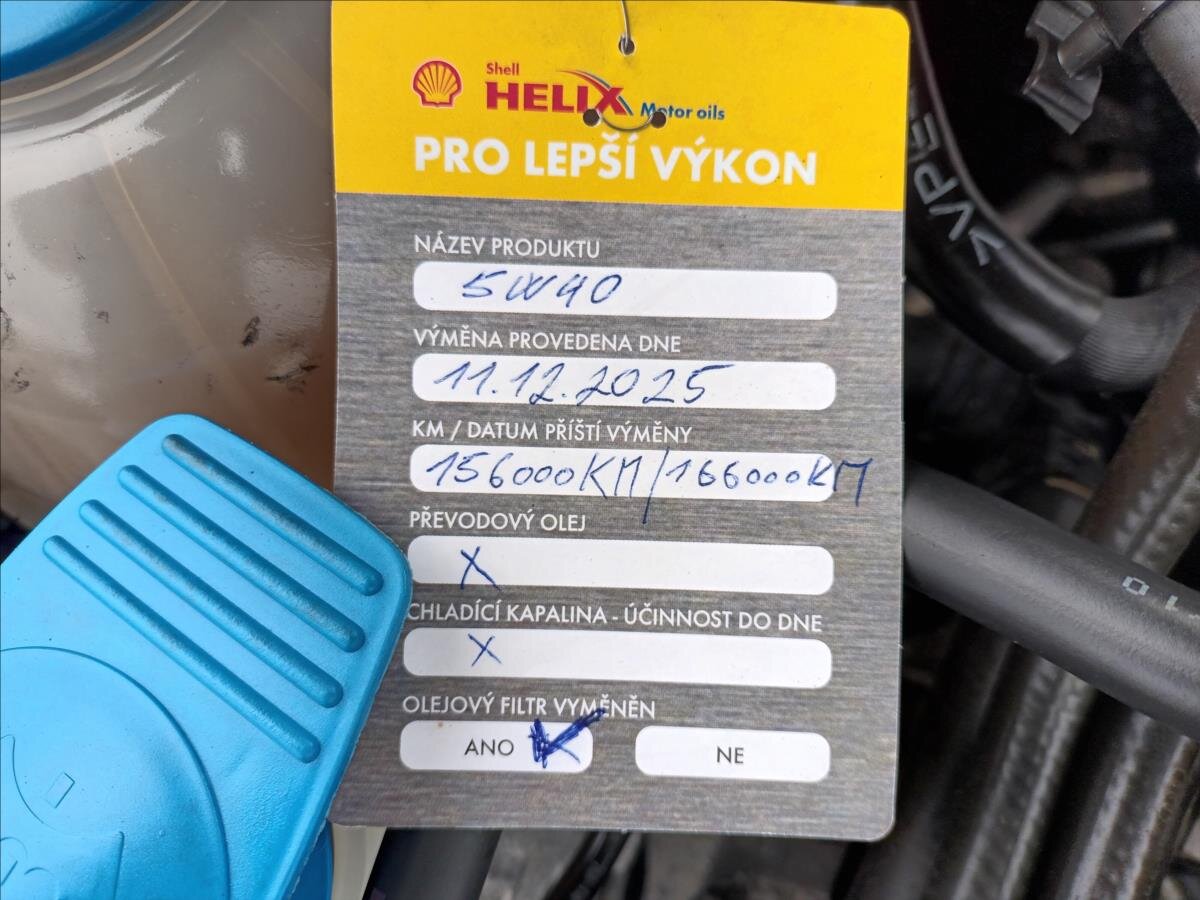 Shell
HELIX Motor oils
PRO LEPŠÍ VÝKON
NÁZEV PRODUKTU
5W40
VÝMĚNA PROVEDENA DNE
11.12.2025
KM / DATUM PŘÍŠTÍ VÝMĚNY
156000KM/166000KM
PŘEVODOVÝ OLEJ
X
CHLADÍCÍ KAPALINA - ÚČINNOST DO DNE
X
OLEJOVÝ FILTR VYMĚNĚN
ANO
NE